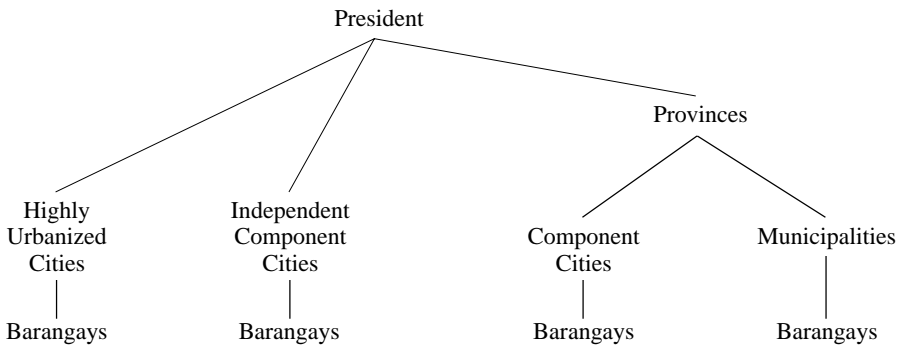 President
Provinces
Highly
Urbanized
Cities
Independent
Component
Cities
Component
Cities
Municipalities
Barangays
Barangays
Barangays
Barangays